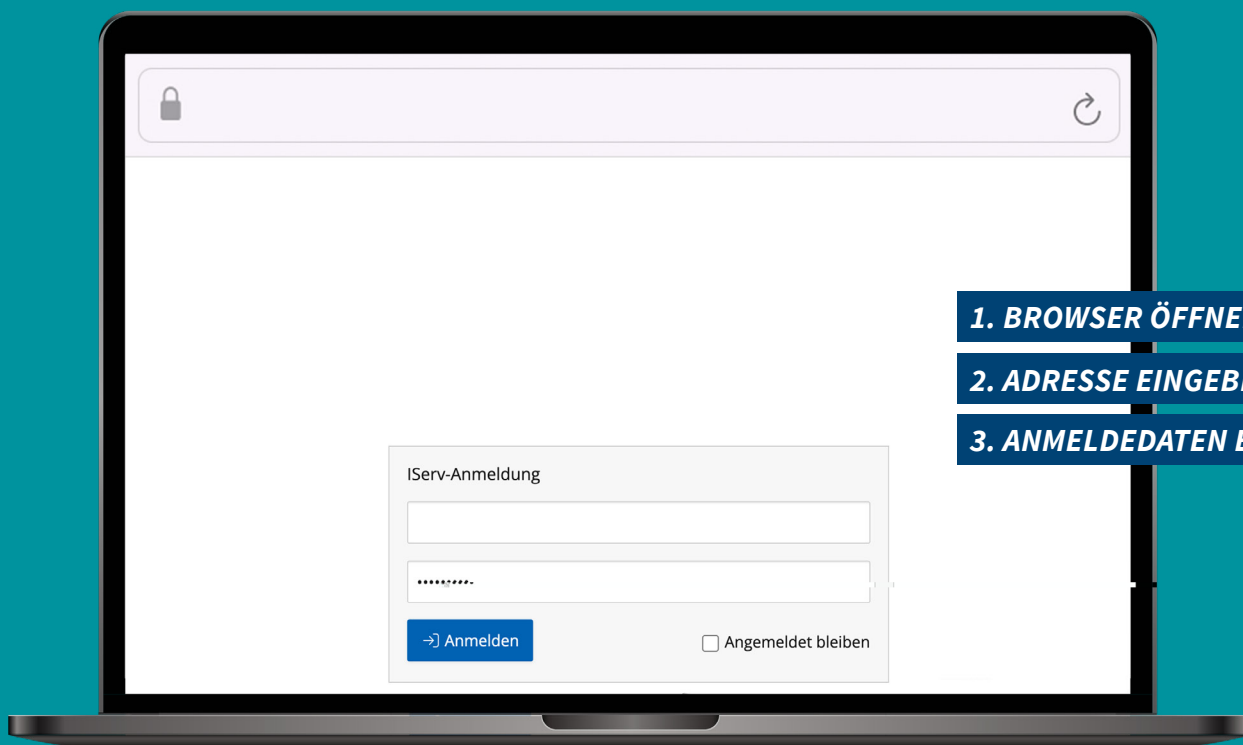 1. BROWSER ÖFFNE
2. ADRESSE EINGEB
3. ANMELDEDATEN
IServ-Anmeldung
Anmelden
Angemeldet bleiben